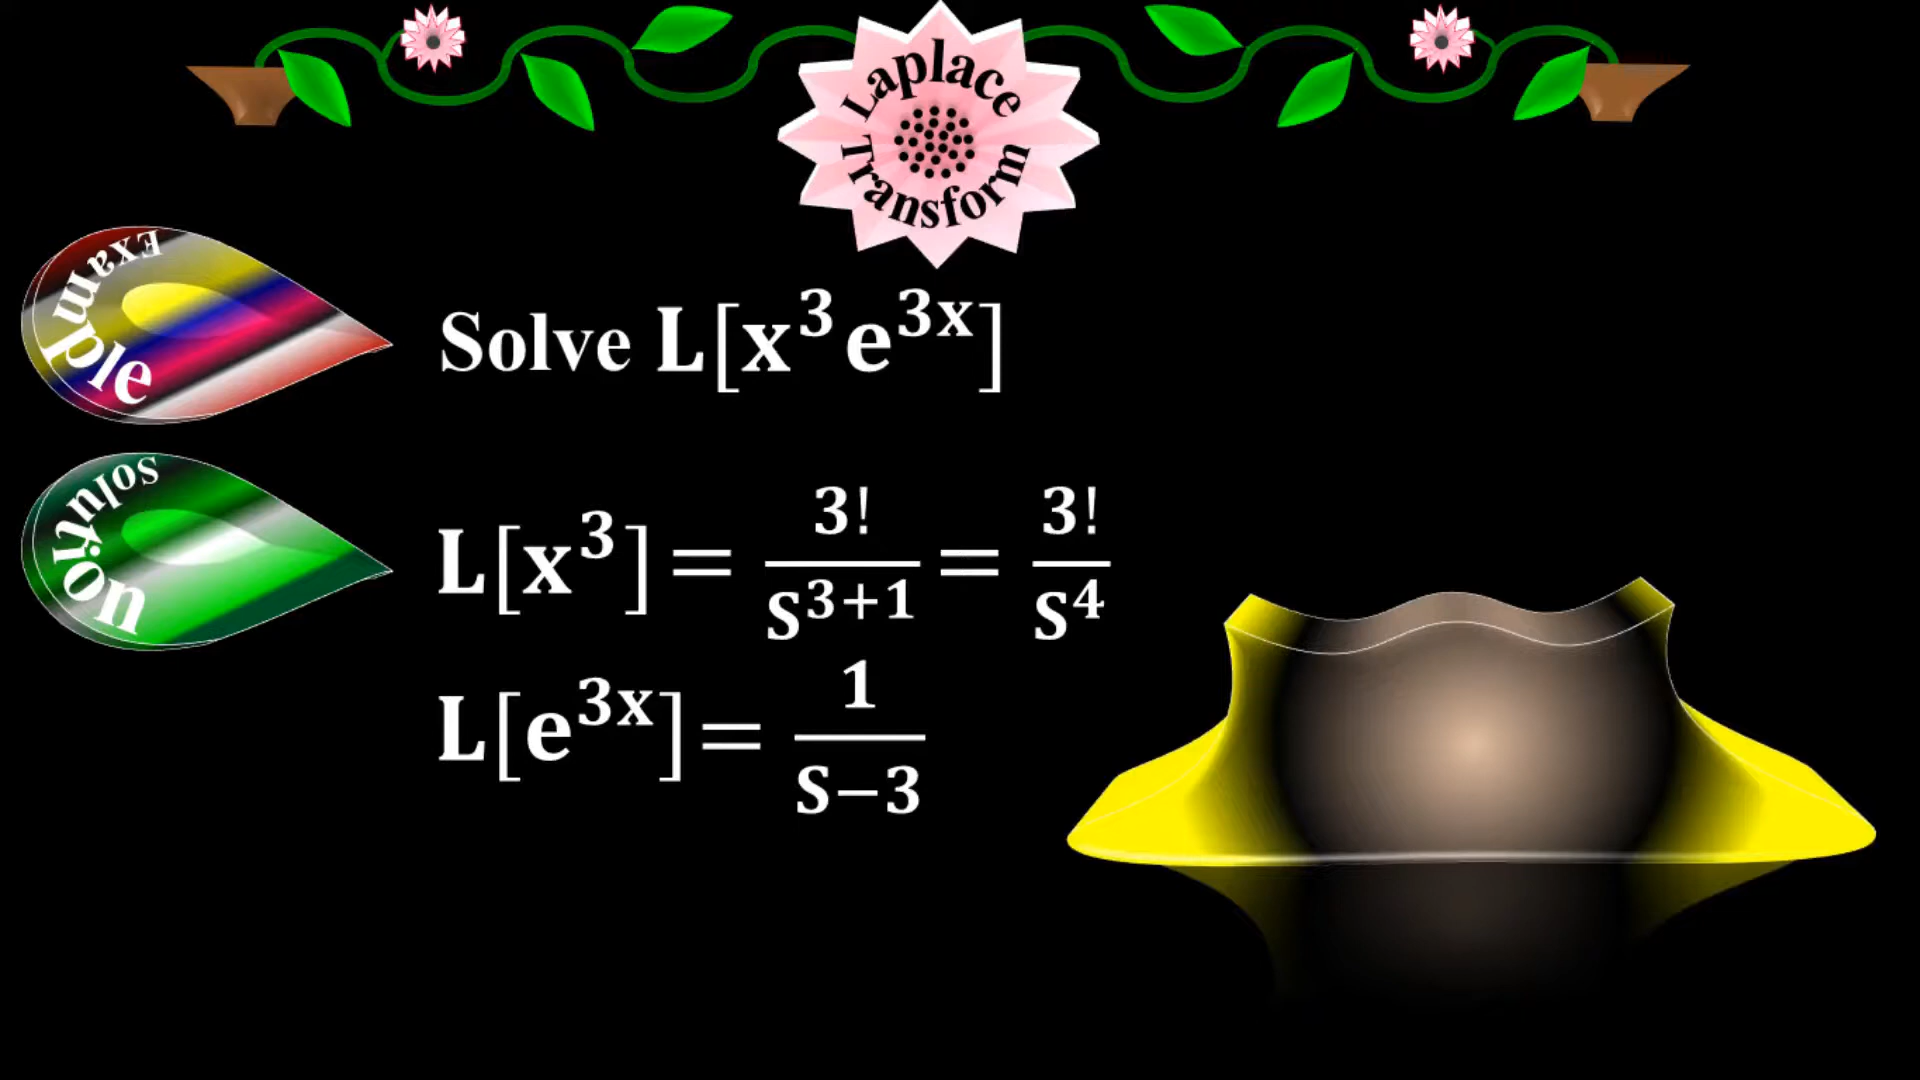 Laplace
Transform
Example
Solve L[x³e³ˣ]
solution
L[x³] = 3!/S³⁺¹ = 3!/S⁴
L[e³ˣ] = 1/S−3